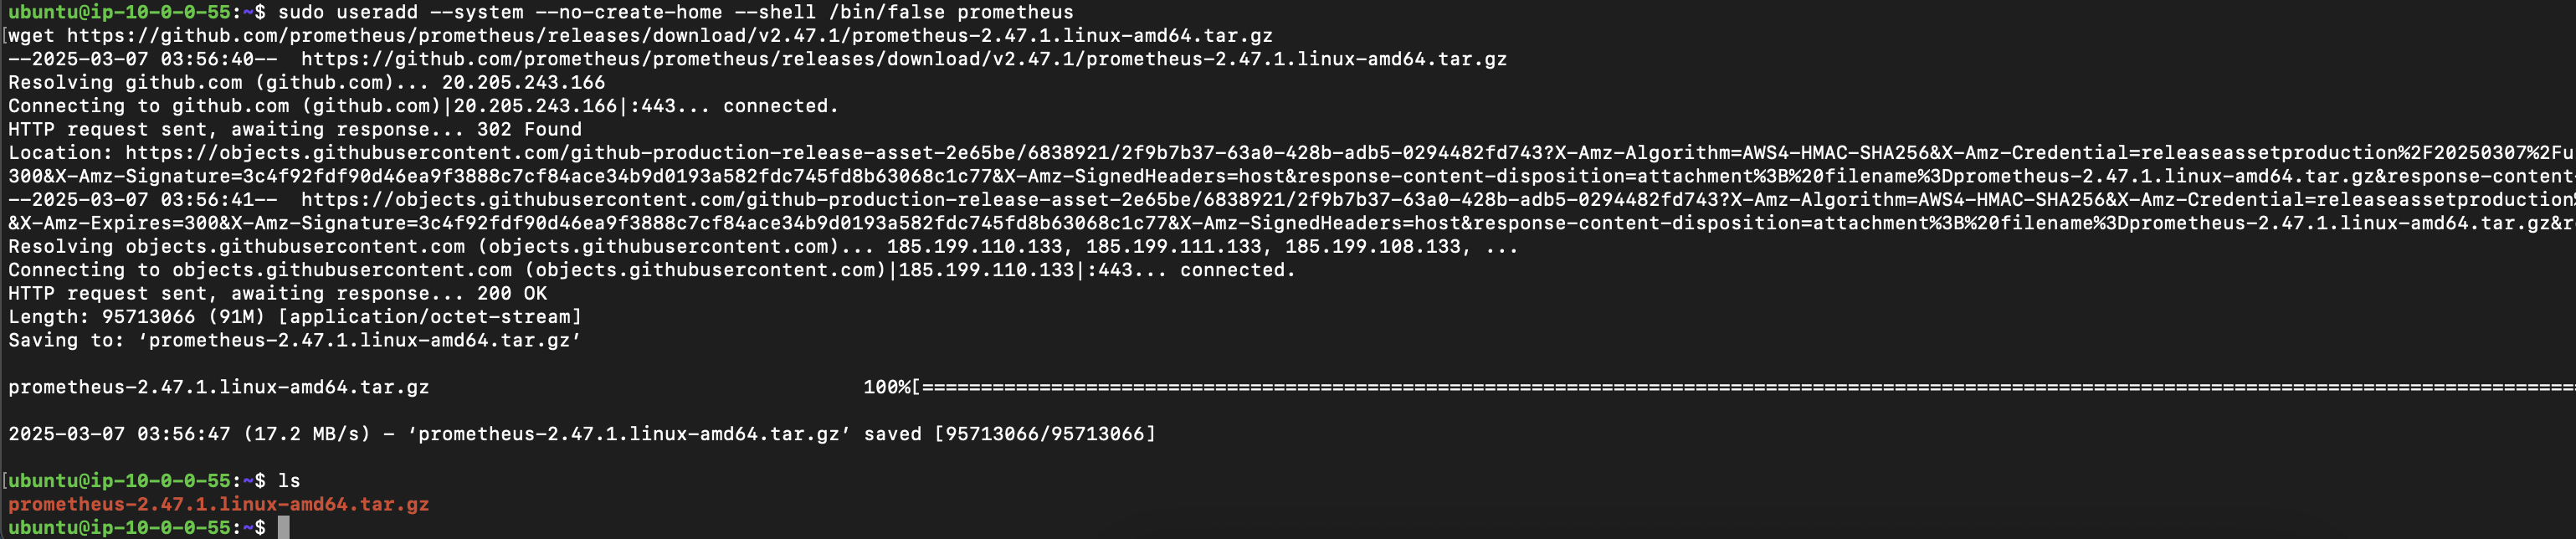 ubuntu@ip-10-0-0-55:~$ sudo useradd --system --no-create-home --shell /bin/false prometheus
[wget https://github.com/prometheus/prometheus/releases/download/v2.47.1/prometheus-2.47.1.linux-amd64.tar.gz
--2025-03-07 03:56:40--  https://github.com/prometheus/prometheus/releases/download/v2.47.1/prometheus-2.47.1.linux-amd64.tar.gz
Resolving github.com (github.com)... 20.205.243.166
Connecting to github.com (github.com)|20.205.243.166|:443... connected.
HTTP request sent, awaiting response... 302 Found
Location: https://objects.githubusercontent.com/github-production-release-asset-2e65be/6838921/2f9b7b37-63a0-428b-adb5-0294482fd743?X-Amz-Algorithm=AWS4-HMAC-SHA256&X-Amz-Credential=releaseassetproduction%2F20250307%2Fu
300&X-Amz-Signature=3c4f92fdf90d46ea9f3888c7cf84ace34b9d0193a582fdc745fd8b63068c1c77&X-Amz-SignedHeaders=host&response-content-disposition=attachment%3B%20filename%3Dprometheus-2.47.1.linux-amd64.tar.gz&response-content-
--2025-03-07 03:56:41--  https://objects.githubusercontent.com/github-production-release-asset-2e65be/6838921/2f9b7b37-63a0-428b-adb5-0294482fd743?X-Amz-Algorithm=AWS4-HMAC-SHA256&X-Amz-Credential=releaseassetproduction%
&X-Amz-Expires=300&X-Amz-Signature=3c4f92fdf90d46ea9f3888c7cf84ace34b9d0193a582fdc745fd8b63068c1c77&X-Amz-SignedHeaders=host&response-content-disposition=attachment%3B%20filename%3Dprometheus-2.47.1.linux-amd64.tar.gz&r
Resolving objects.githubusercontent.com (objects.githubusercontent.com)... 185.199.110.133, 185.199.111.133, 185.199.108.133, ...
Connecting to objects.githubusercontent.com (objects.githubusercontent.com)|185.199.110.133|:443... connected.
HTTP request sent, awaiting response... 200 OK
Length: 95713066 (91M) [application/octet-stream]
Saving to: ‘prometheus-2.47.1.linux-amd64.tar.gz’
prometheus-2.47.1.linux-amd64.tar.gz 100%[=============================================================================================================================================
2025-03-07 03:56:47 (17.2 MB/s) - ‘prometheus-2.47.1.linux-amd64.tar.gz’ saved [95713066/95713066]
[ubuntu@ip-10-0-0-55:~$ ls
prometheus-2.47.1.linux-amd64.tar.gz
ubuntu@ip-10-0-0-55:~$